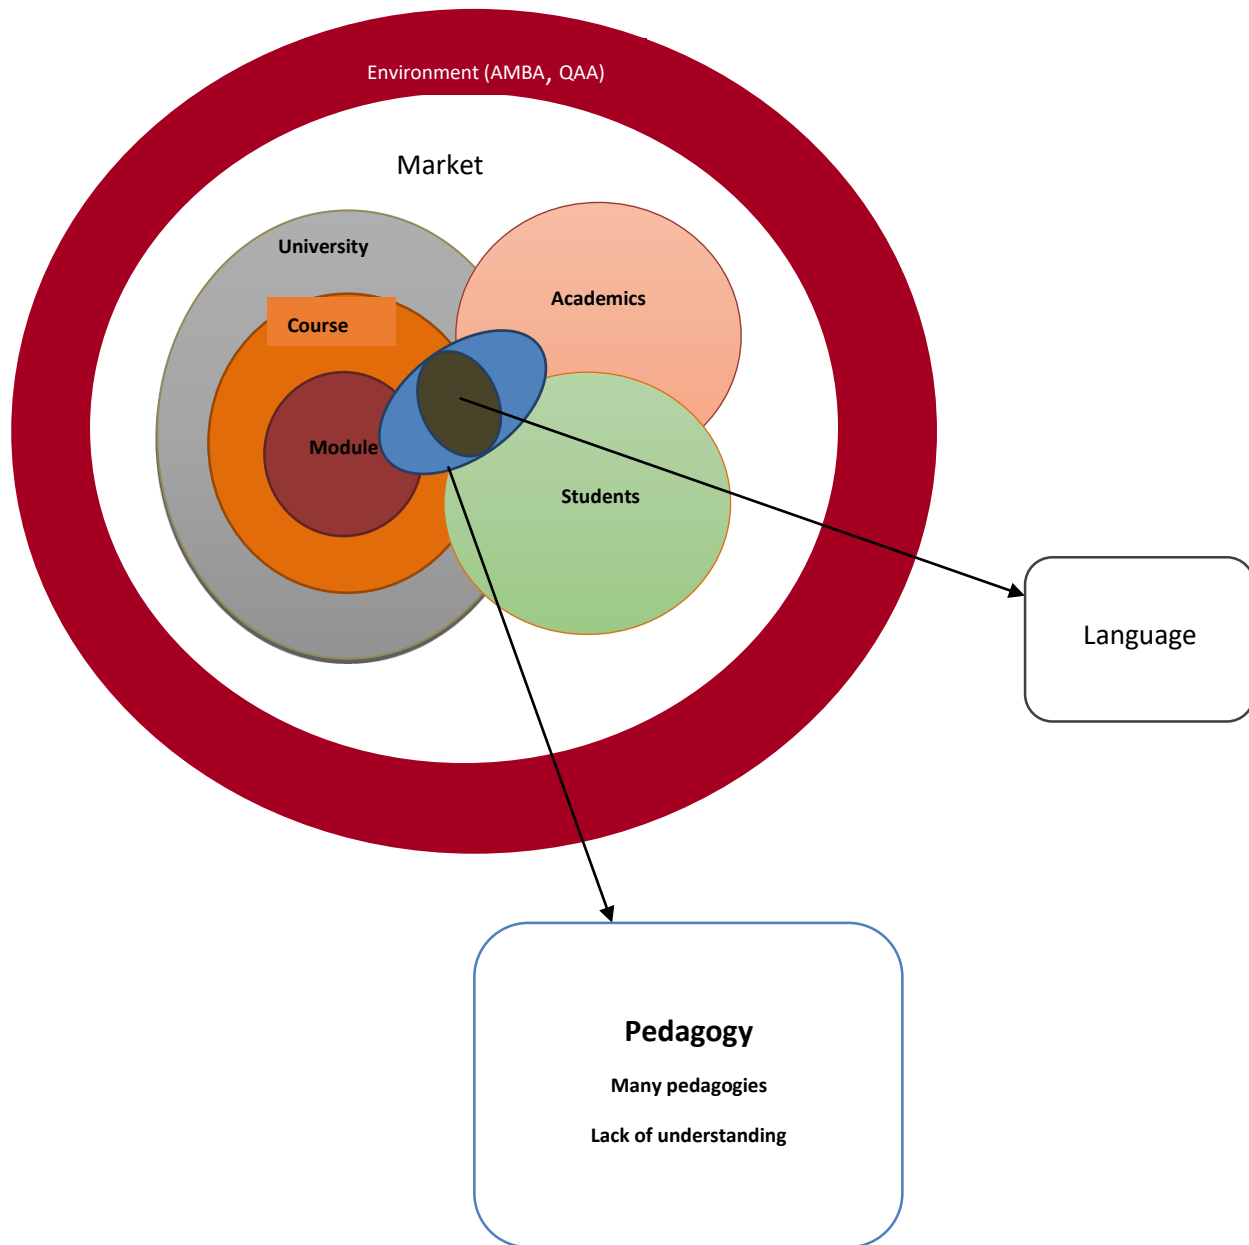 Environment (AMBA, QAA)
Market
University
Academics
Course
Module
Students
Language
Pedagogy
Many pedagogies
Lack of understanding